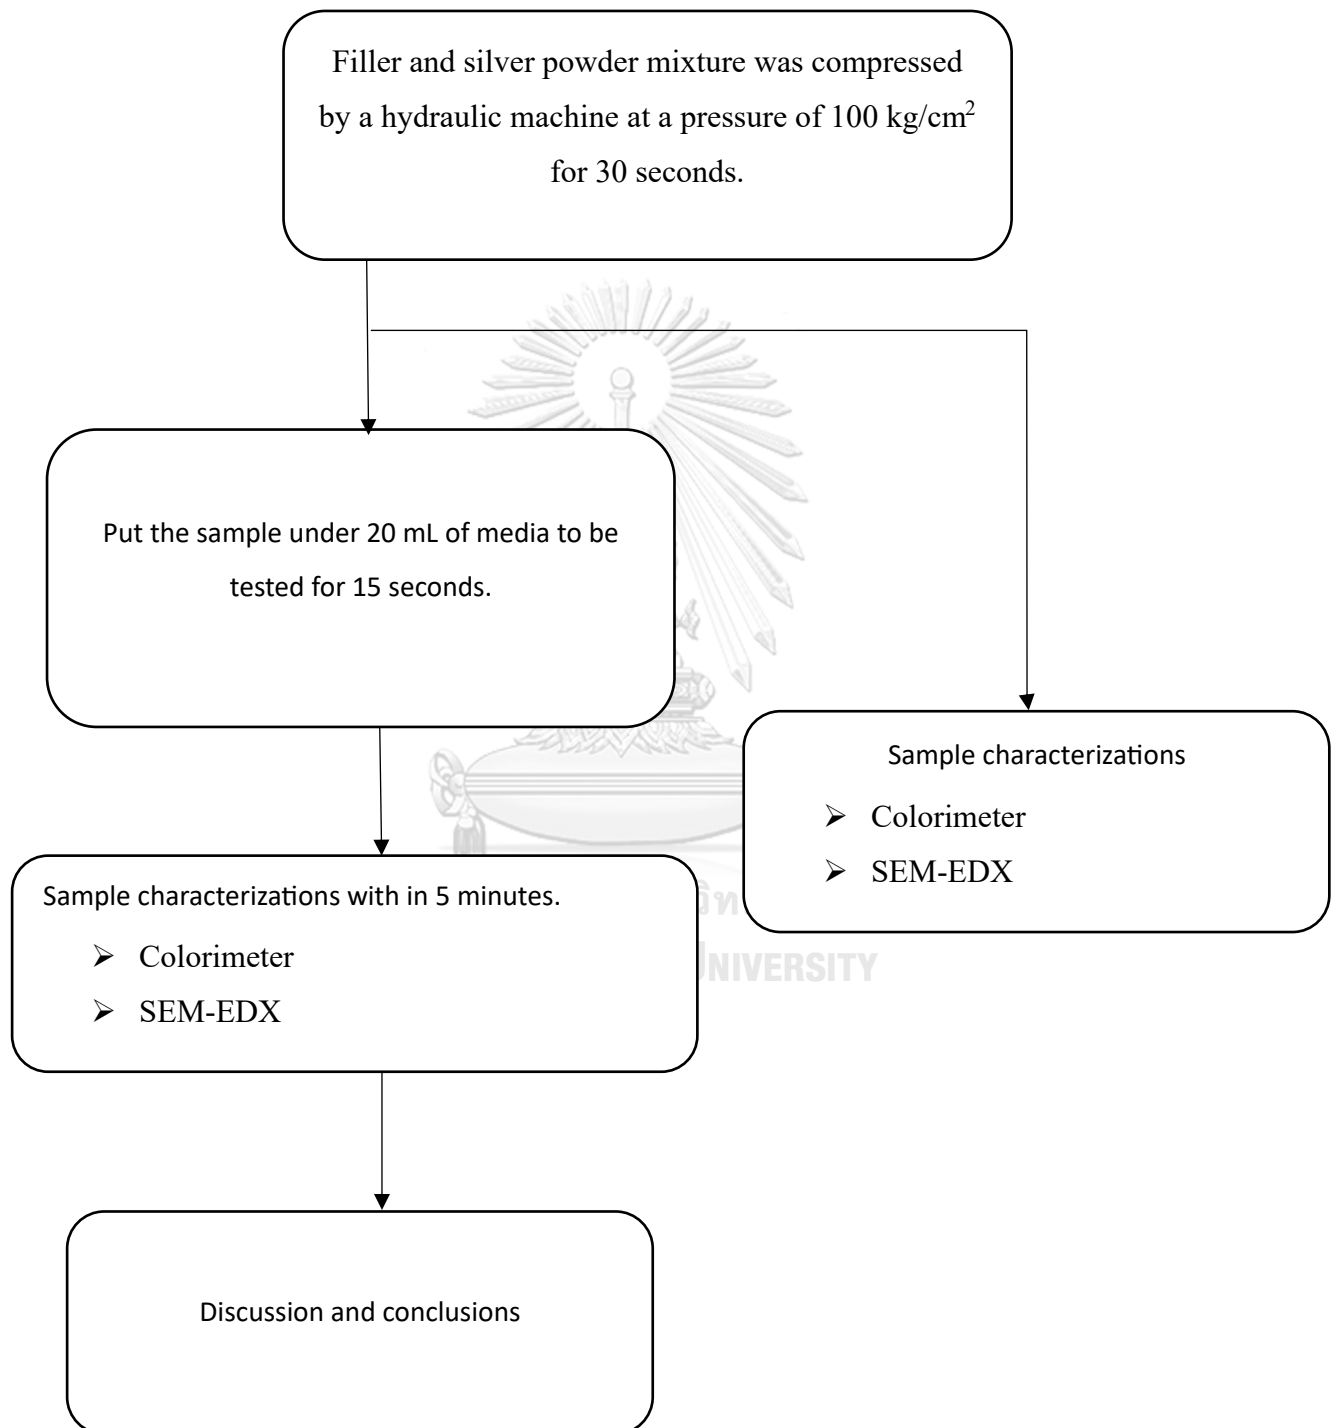 Filler and silver powder mixture was compressed
by a hydraulic machine at a pressure of 100 kg/cm²
for 30 seconds.
Put the sample under 20 mL of media to be
tested for 15 seconds.
Sample characterizations
➢ Colorimeter
➢ SEM-EDX
Sample characterizations with in 5 minutes.
➢ Colorimeter
➢ SEM-EDX
UNIVERSITY
Discussion and conclusions